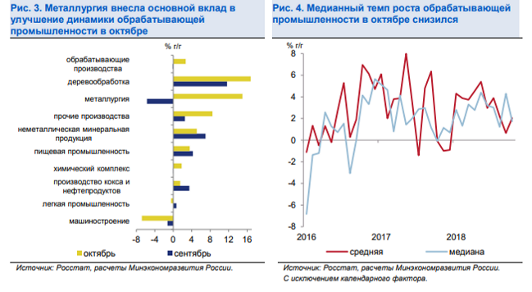 Рис. 3. Металлургия внесла основной вклад в
улучшение динамики обрабатывающей
промышленности в октябре
% г/г
обрабатывающие
производства
деревообработка
металлургия
прочие производства
неметаллическая минеральная
продукция
пищевая промышленность
химический комплекс
производство кокса и
нефтепродуктов
легкая промышленность
машиностроение
-8 -4 0 4 8 12 16
октябрь сентябрь
Источник: Росстат, расчеты Минэкономразвития России.
Рис. 4. Медианный темп роста обрабатывающей
промышленности в октябре снизился
% г/г
8
6
4
2
0
-2
-4
-6
-8
2016 2017 2018
средняя медиана
Источник: Росстат, расчеты Минэкономразвития России.
С исключением календарного фактора.